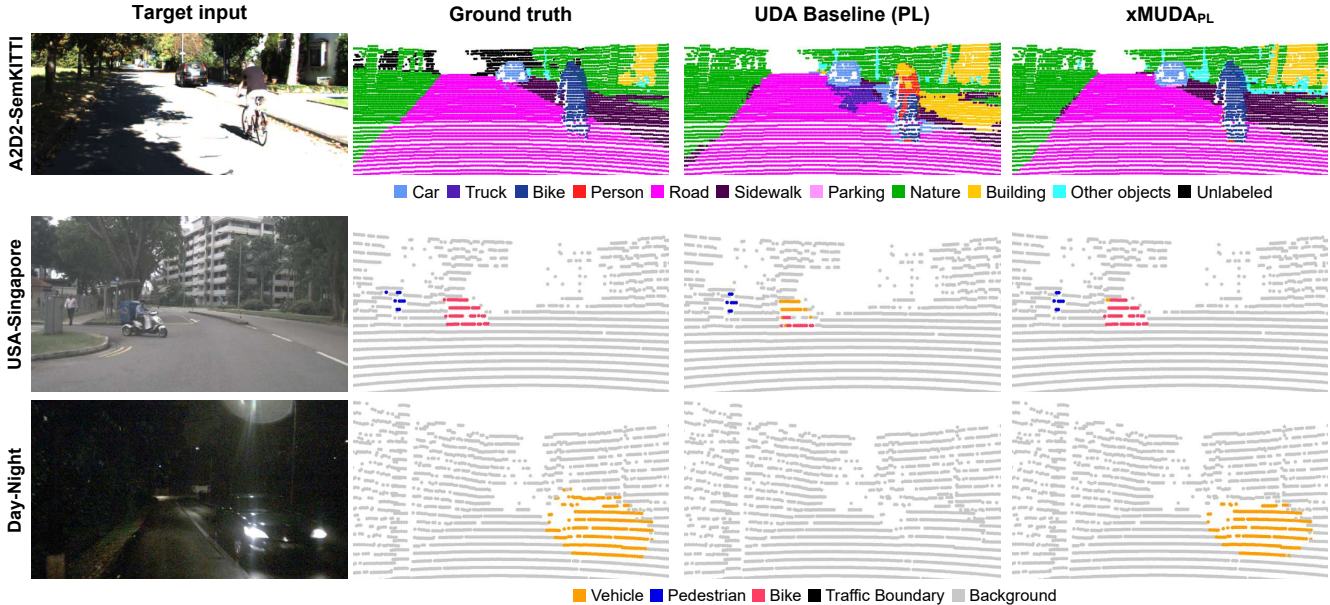 Target input Ground truth UDA Baseline (PL) xMUDAPL
A2D2-SemKITTI
Car Truck Bike Person Road Sidewalk Parking Nature Building Other objects Unlabeled
USA-Singapore
Day-Night
Vehicle Pedestrian Bike Traffic Boundary Background